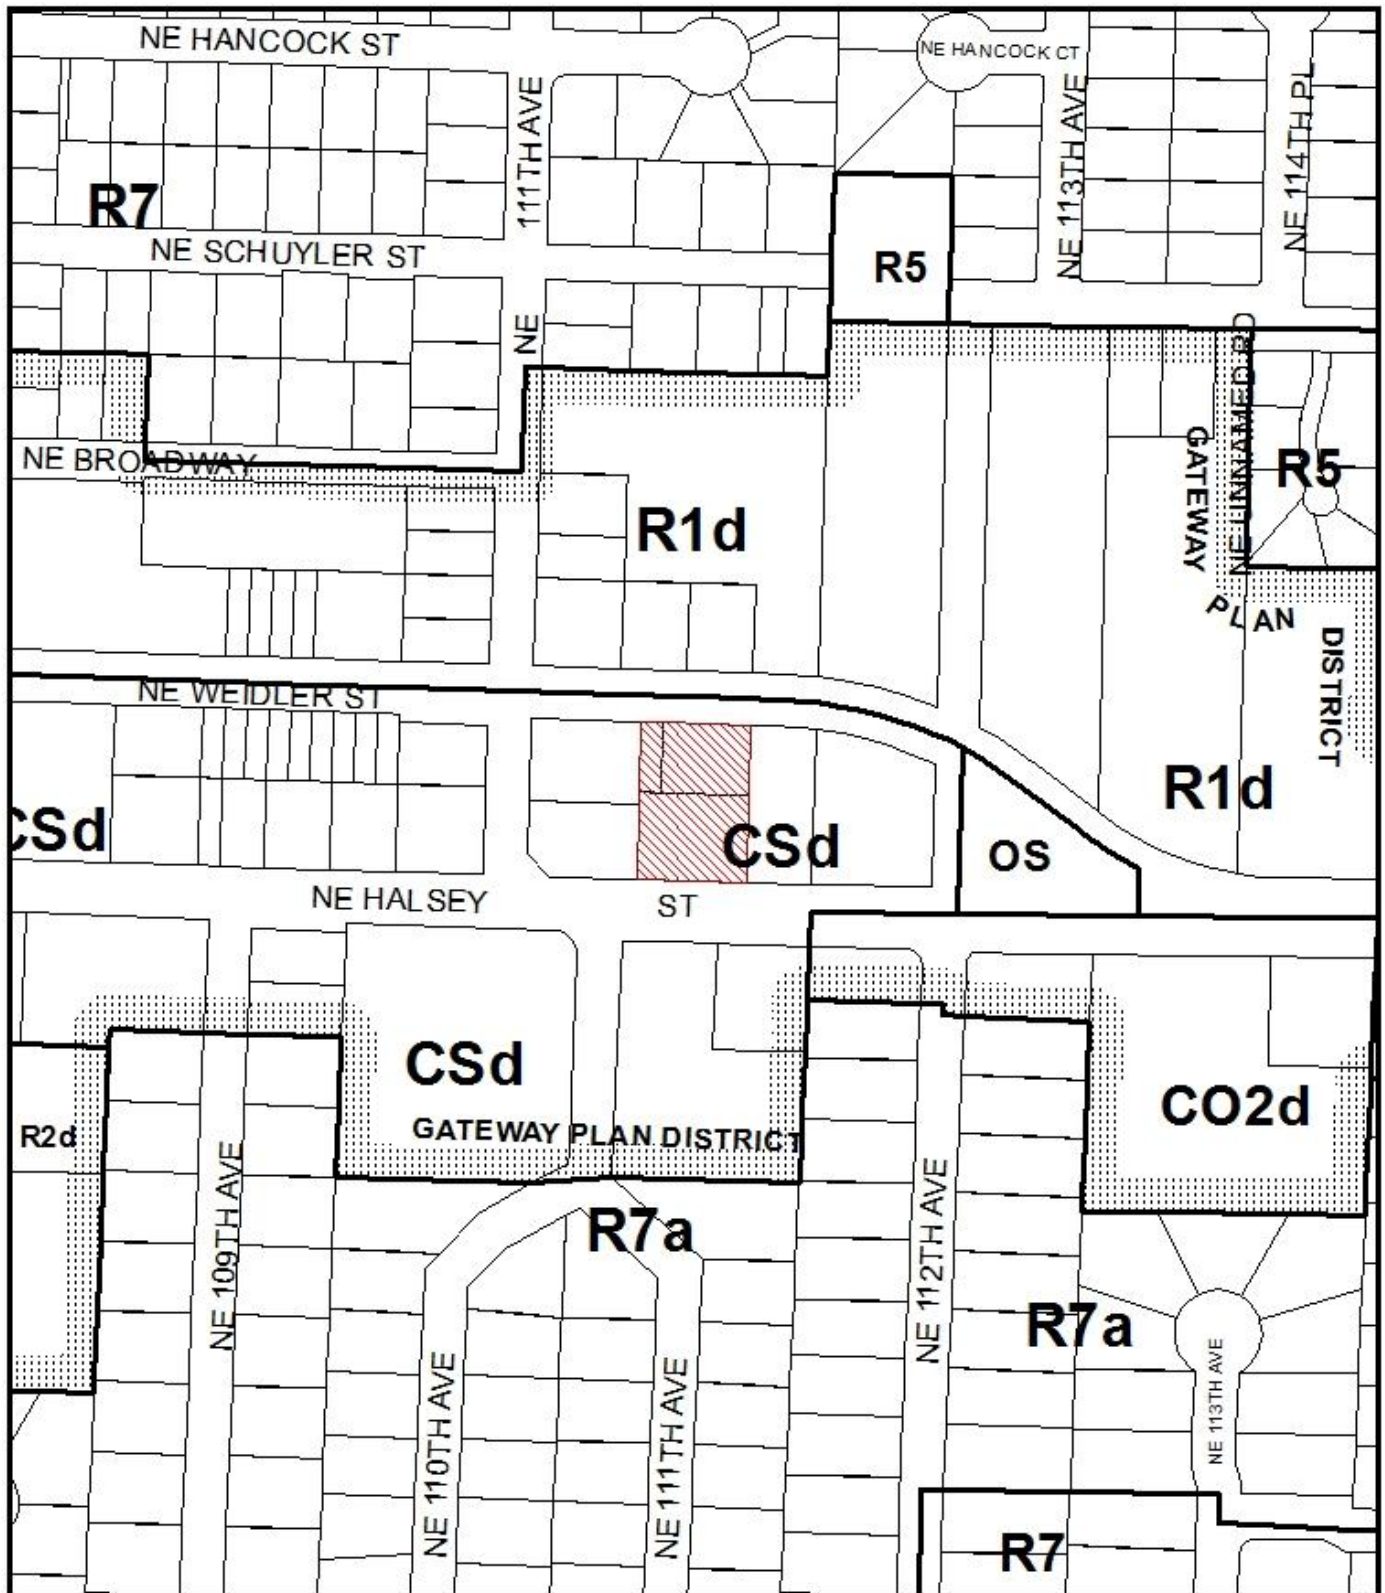 NE HANCOCK ST
NE HANCOCK CT
NE 111TH AVE
NE 113TH AVE
NE 114TH PL
R7
NE SCHUYLER ST
R5
NE BROADWAY
NE UNNAMED RD
R5
GATEWAY
PLAN
DISTRICT
R1d
NE WEIDLER ST
R1d
CSd
CSd
OS
NE HALSEY
ST
CSd
CO2d
R2d
GATEWAY PLAN DISTRICT
NE 109TH AVE
R7a
NE 112TH AVE
R7a
NE 110TH AVE
NE 111TH AVE
NE 113TH AVE
R7